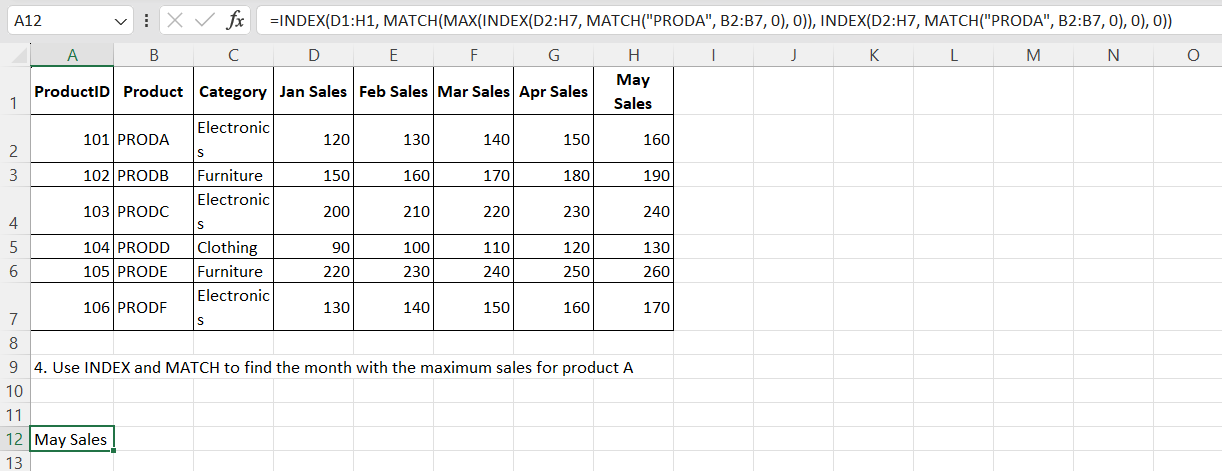 A12 fx =INDEX(D1:H1, MATCH(MAX(INDEX(D2:H7, MATCH("PRODA", B2:B7, 0), 0)), INDEX(D2:H7, MATCH("PRODA", B2:B7, 0), 0), 0))
A B C D E F G H I J K L M N O
1 ProductID Product Category Jan Sales Feb Sales Mar Sales Apr Sales May
Sales
2 101 PRODA Electronic 120 130 140 150 160
s
3 102 PRODB Furniture 150 160 170 180 190
4 103 PRODC Electronic 200 210 220 230 240
s
5 104 PRODD Clothing 90 100 110 120 130
6 105 PRODE Furniture 220 230 240 250 260
7 106 PRODF Electronic 130 140 150 160 170
s
8
9 4. Use INDEX and MATCH to find the month with the maximum sales for product A
10
11
12 May Sales
13